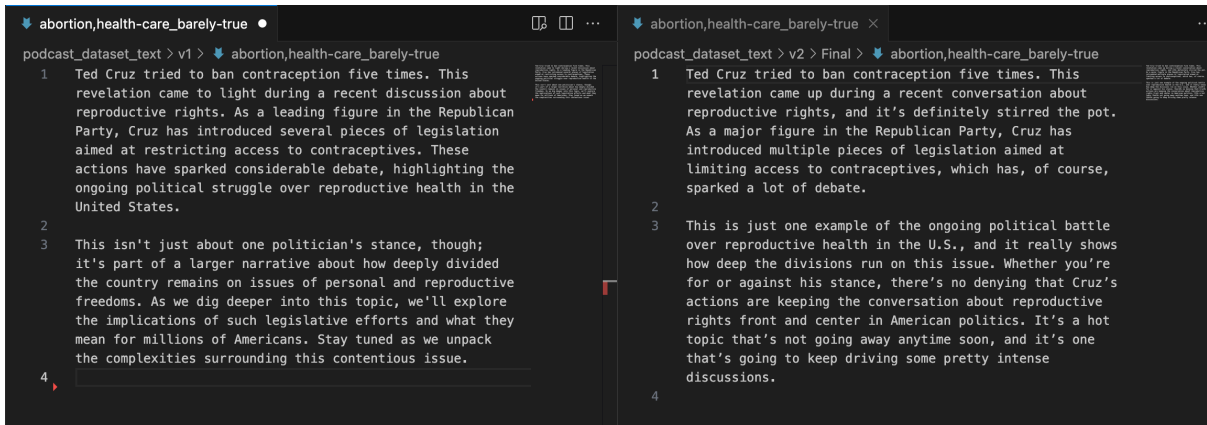 abortion,health-care_barely-true ●
podcast_dataset_text > v1 > abortion,health-care_barely-true
1 Ted Cruz tried to ban contraception five times. This
revelation came to light during a recent discussion about
reproductive rights. As a leading figure in the Republican
Party, Cruz has introduced several pieces of legislation
aimed at restricting access to contraceptives. These
actions have sparked considerable debate, highlighting the
ongoing political struggle over reproductive health in the
United States.
2
3 This isn't just about one politician's stance, though;
it's part of a larger narrative about how deeply divided
the country remains on issues of personal and reproductive
freedoms. As we dig deeper into this topic, we'll explore
the implications of such legislative efforts and what they
mean for millions of Americans. Stay tuned as we unpack
the complexities surrounding this contentious issue.
4
abortion,health-care_barely-true ×
podcast_dataset_text > v2 > Final > abortion,health-care_barely-true
1 Ted Cruz tried to ban contraception five times. This
revelation came up during a recent conversation about
reproductive rights, and it’s definitely stirred the pot.
As a major figure in the Republican Party, Cruz has
introduced multiple pieces of legislation aimed at
limiting access to contraceptives, which has, of course,
sparked a lot of debate.
2
3 This is just one example of the ongoing political battle
over reproductive health in the U.S., and it really shows
how deep the divisions run on this issue. Whether you’re
for or against his stance, there’s no denying that Cruz’s
actions are keeping the conversation about reproductive
rights front and center in American politics. It’s a hot
topic that’s not going away anytime soon, and it’s one
that’s going to keep driving some pretty intense
discussions.
4